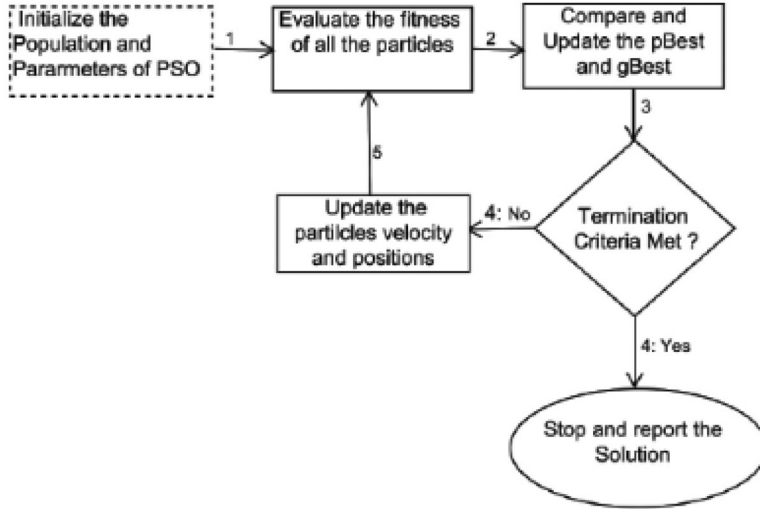 Initialize the
Population and
Pararmeters of PSO
1
Evaluate the fitness
of all the particles
2
Compare and
Update the pBest
and gBest
3
Termination
Criteria Met ?
4: No
Update the
partilcles velocity
and positions
5
4: Yes
Stop and report the
Solution